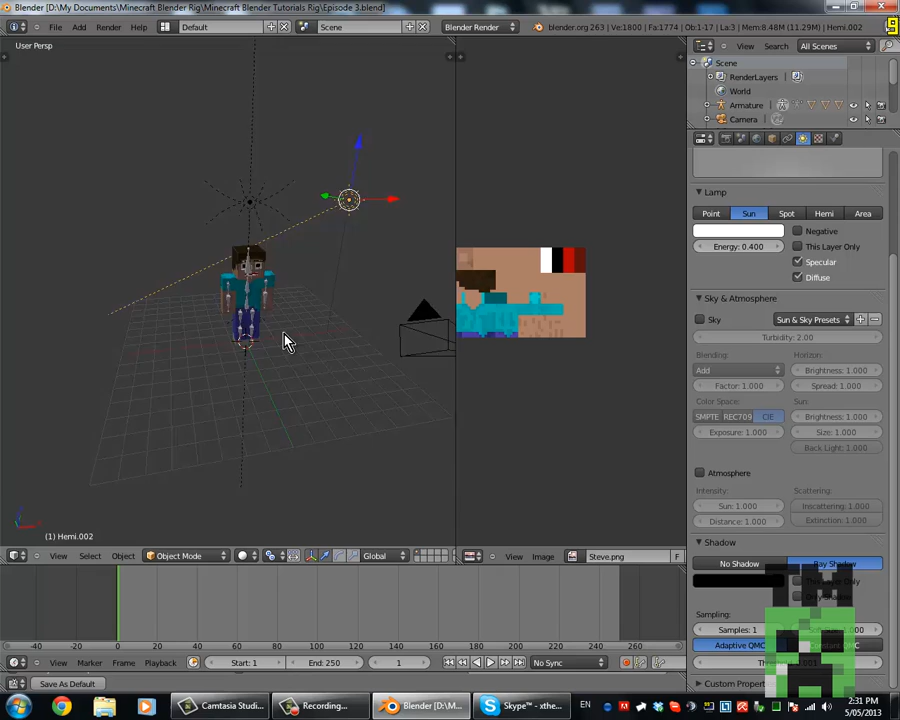 Blender [D:\My Documents\Minecraft Blender Rig\Minecraft Blender Tutorials Rig\Episode 3.blend]
File Add Render Help Default Scene Blender Render blender.org 263 | Ve:1800 | Fa:1774 | Ob:1-17 | La:3 | Mem:8.48M (11.29M) | Hemi.002
User Persp
View Search All Scenes
Scene
RenderLayers
World
Armature
Camera
Lamp
Point Sun Spot Hemi Area
Negative
Energy: 0.400 This Layer Only
Specular
Diffuse
Sky & Atmosphere
Sky Sun & Sky Presets
Turbidity: 2.00
Blending: Horizon:
Add Brightness: 1.000
Factor: 1.000 Spread: 1.000
Color Space: Sun:
SMPTE REC709 CIE Brightness: 1.000
Exposure: 1.000 Size: 1.000
Back Light: 1.000
Atmosphere
Intensity: Scattering:
Sun: 1.000 Inscattering: 1.000
Distance: 1.000 Extinction: 1.000
Shadow
No Shadow Ray Shadow
This Layer Only
Sampling:
Samples: 1
Adaptive QMC Constant QMC
Custom Prope
(1) Hemi.002
View Select Object Object Mode Global View Image Steve.png F
-40 -20 0 20 40 60 80 100 120 140 160 180 200 220 240 260
View Marker Frame Playback Start: 1 End: 250 1 No Sync
Save As Default
Camtasia Studi... Recording... Blender [D:\M... Skype™ - xthe... EN 2:31 PM
5/05/2013